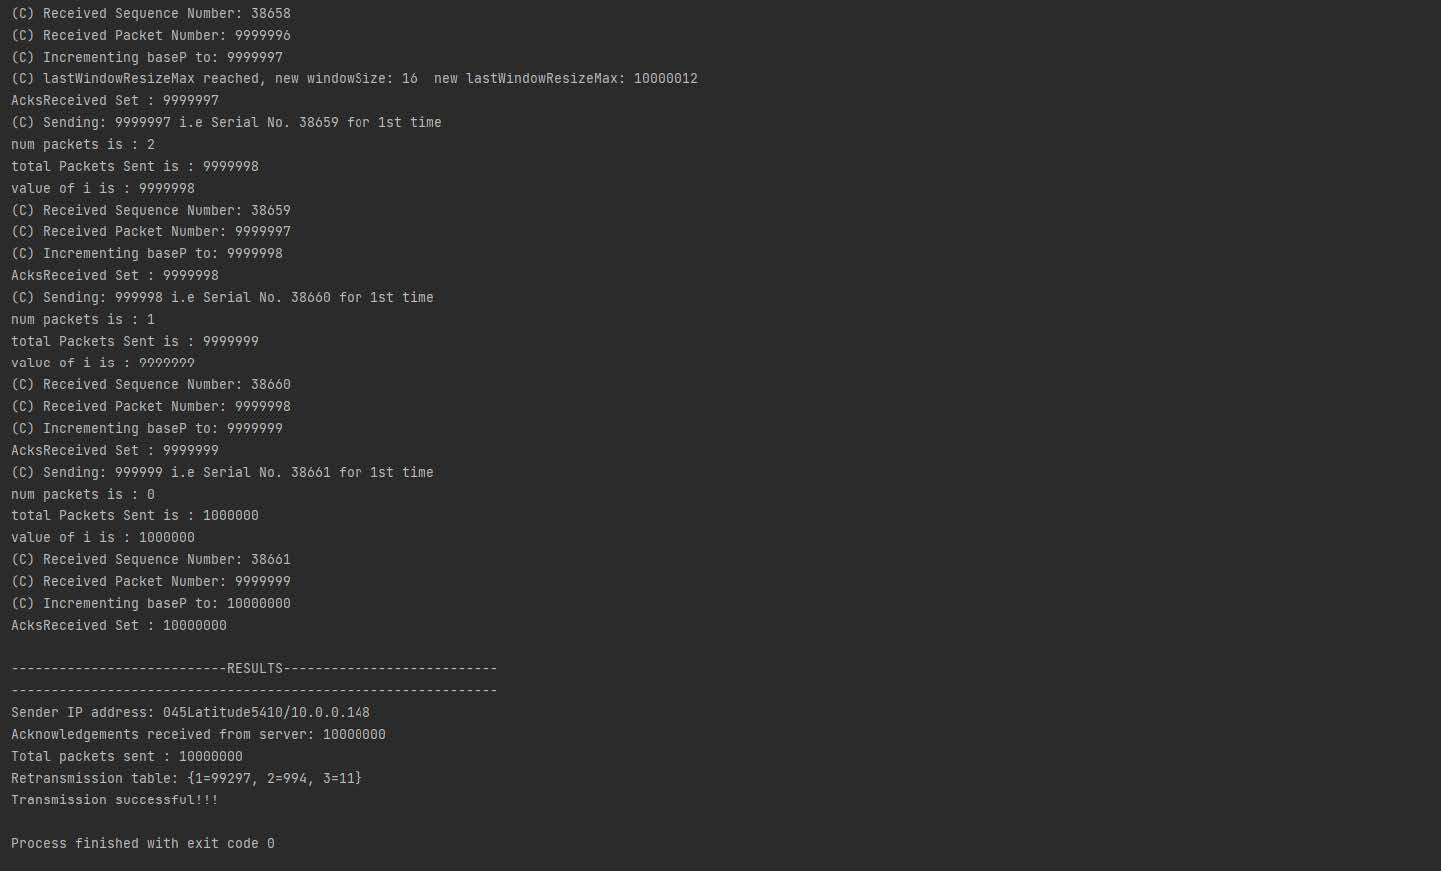 (C) Received Sequence Number: 38658
(C) Received Packet Number: 9999996
(C) Incrementing baseP to: 9999997
(C) lastWindowResizeMax reached, new windowSize: 16  new lastWindowResizeMax: 10000012
AcksReceived Set : 9999997
(C) Sending: 9999997 i.e Serial No. 38659 for 1st time
num packets is : 2
total Packets Sent is : 9999998
value of i is : 9999998
(C) Received Sequence Number: 38659
(C) Received Packet Number: 9999997
(C) Incrementing baseP to: 9999998
AcksReceived Set : 9999998
(C) Sending: 999998 i.e Serial No. 38660 for 1st time
num packets is : 1
total Packets Sent is : 9999999
value of i is : 9999999
(C) Received Sequence Number: 38660
(C) Received Packet Number: 9999998
(C) Incrementing baseP to: 9999999
AcksReceived Set : 9999999
(C) Sending: 999999 i.e Serial No. 38661 for 1st time
num packets is : 0
total Packets Sent is : 1000000
value of i is : 1000000
(C) Received Sequence Number: 38661
(C) Received Packet Number: 9999999
(C) Incrementing baseP to: 10000000
AcksReceived Set : 10000000
---------------------------RESULTS---------------------------
-------------------------------------------------------------
Sender IP address: 045Latitude5410/10.0.0.148
Acknowledgements received from server: 10000000
Total packets sent : 10000000
Retransmission table: {1=99297, 2=994, 3=11}
Transmission successful!!!
Process finished with exit code 0